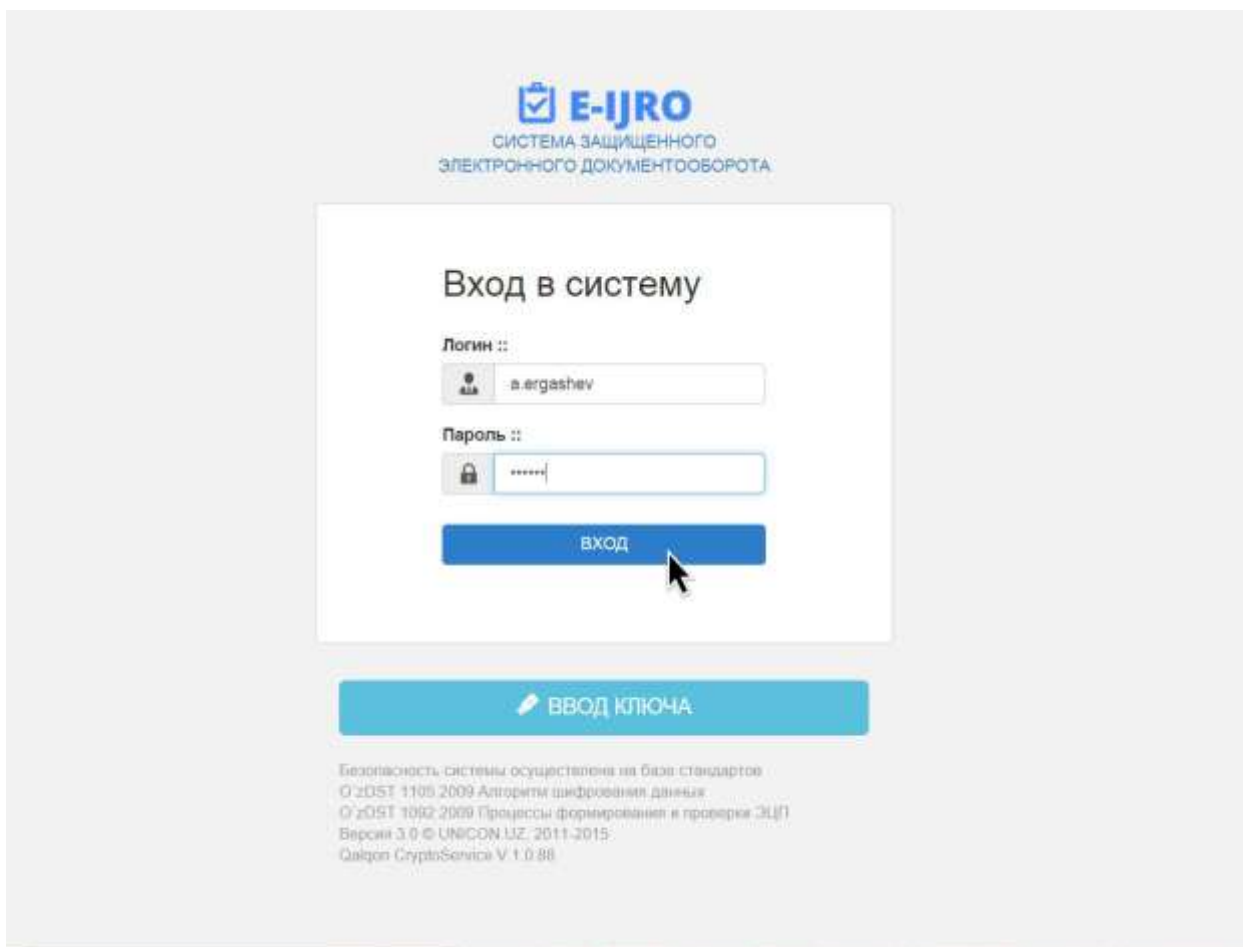 E-IJRO
СИСТЕМА ЗАЩИЩЕННОГО
ЭЛЕКТРОННОГО ДОКУМЕНТООБОРОТА
Вход в систему
Логин ::
a.ergashev
Пароль ::
••••••
ВХОД
ВВОД КЛЮЧА
Безопасность системы осуществлена на базе стандартов
O`zDST 1105:2009 Алгоритм шифрования данных
O`zDST 1092:2009 Процессы формирования и проверки ЭЦП
Версия 3.0 © UNICON.UZ, 2011-2015
Qalqon CryptoService V 1.0.88